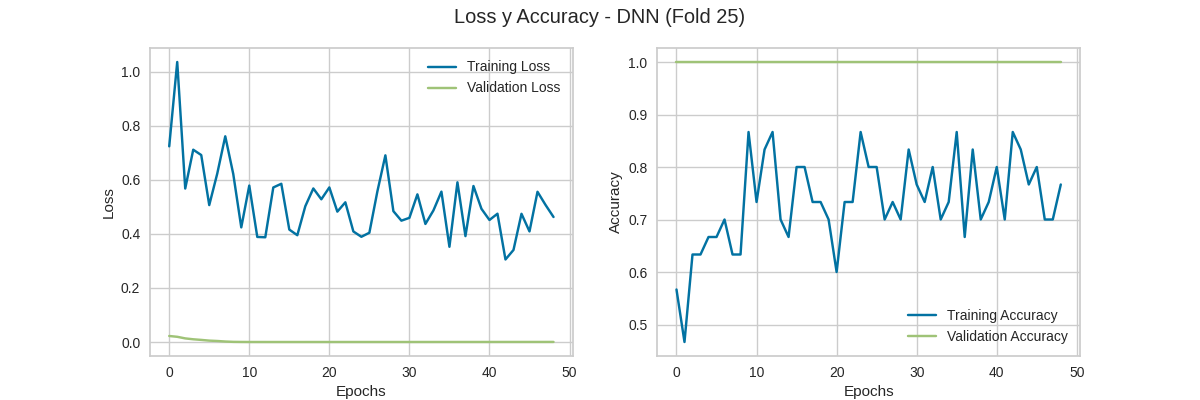 Loss y Accuracy - DNN (Fold 25)
Loss
1.0
0.8
0.6
0.4
0.2
0.0
Training Loss
Validation Loss
0 10 20 30 40 50
Epochs
Accuracy
1.0
0.9
0.8
0.7
0.6
0.5
Training Accuracy
Validation Accuracy
0 10 20 30 40 50
Epochs